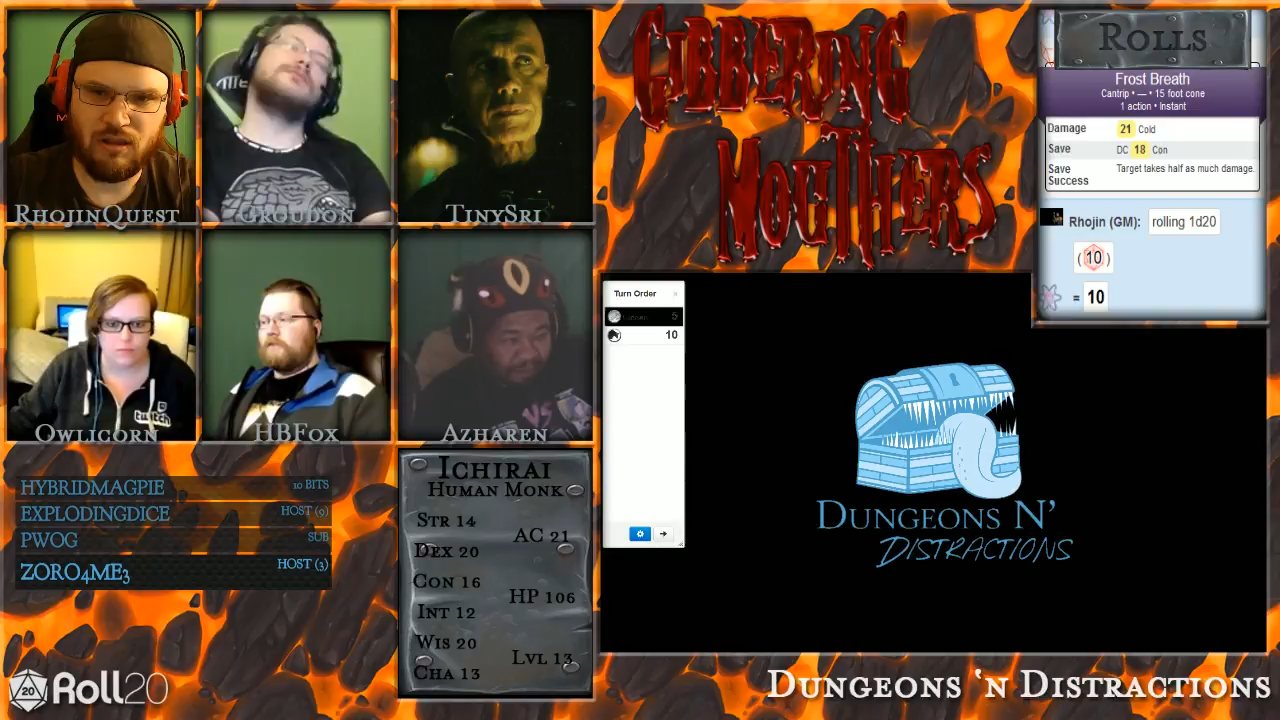 RhojinQuest
Groudon
TinySri
Gibbering
Mouthers
Rolls
Frost Breath
Cantrip • — • 15 foot cone
1 action • Instant
Damage 21 Cold
Save DC 18 Con
Save Success Target takes half as much damage.
Rhojin (GM): rolling 1d20
(10)
= 10
Owlicorn
twitch
HBFox
Azharen
VS
Turn Order
5
10
HYBRIDMAGPIE 10 BITS
EXPLODINGDICE HOST (9)
PWOG SUB
ZORO4ME3 HOST (3)
Ichirai
Human Monk
Str 14
AC 21
Dex 20
Con 16
HP 106
Int 12
Wis 20
Lvl 13
Cha 13
Dungeons N'
Distractions
20 Roll20
Dungeons 'n Distractions